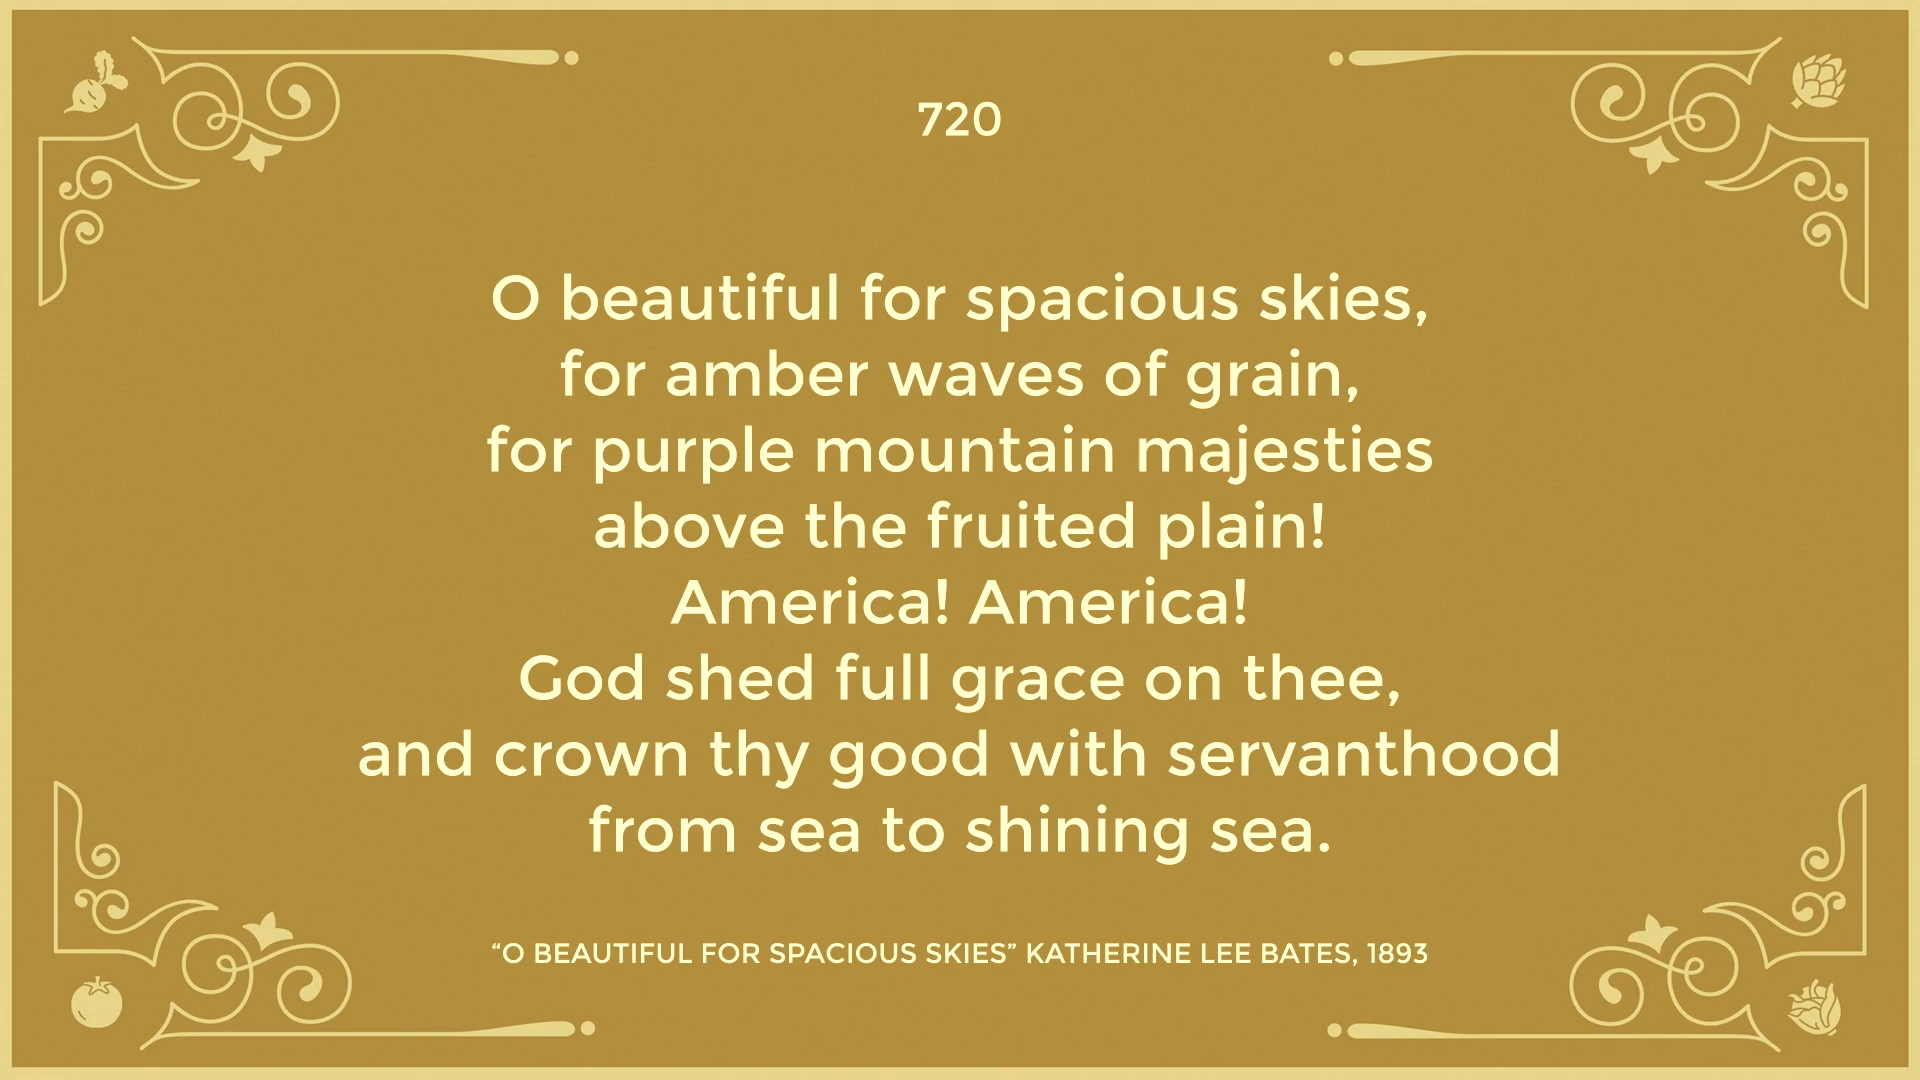 720
O beautiful for spacious skies,
for amber waves of grain,
for purple mountain majesties
above the fruited plain!
America! America!
God shed full grace on thee,
and crown thy good with servanthood
from sea to shining sea.
“O BEAUTIFUL FOR SPACIOUS SKIES” KATHERINE LEE BATES, 1893